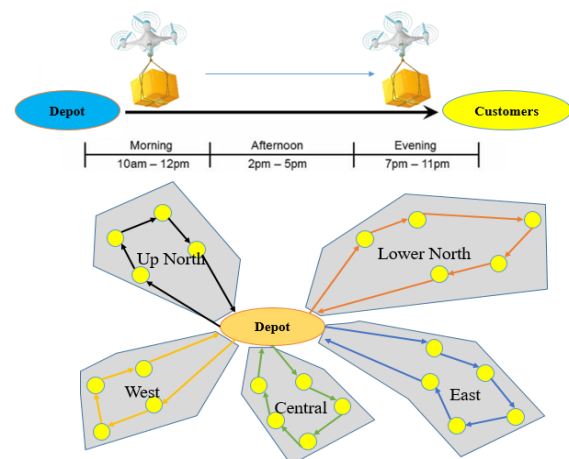 Depot
Customers
Morning
Afternoon
Evening
10am – 12pm
2pm – 5pm
7pm – 11pm
Up North
Lower North
Depot
West
Central
East